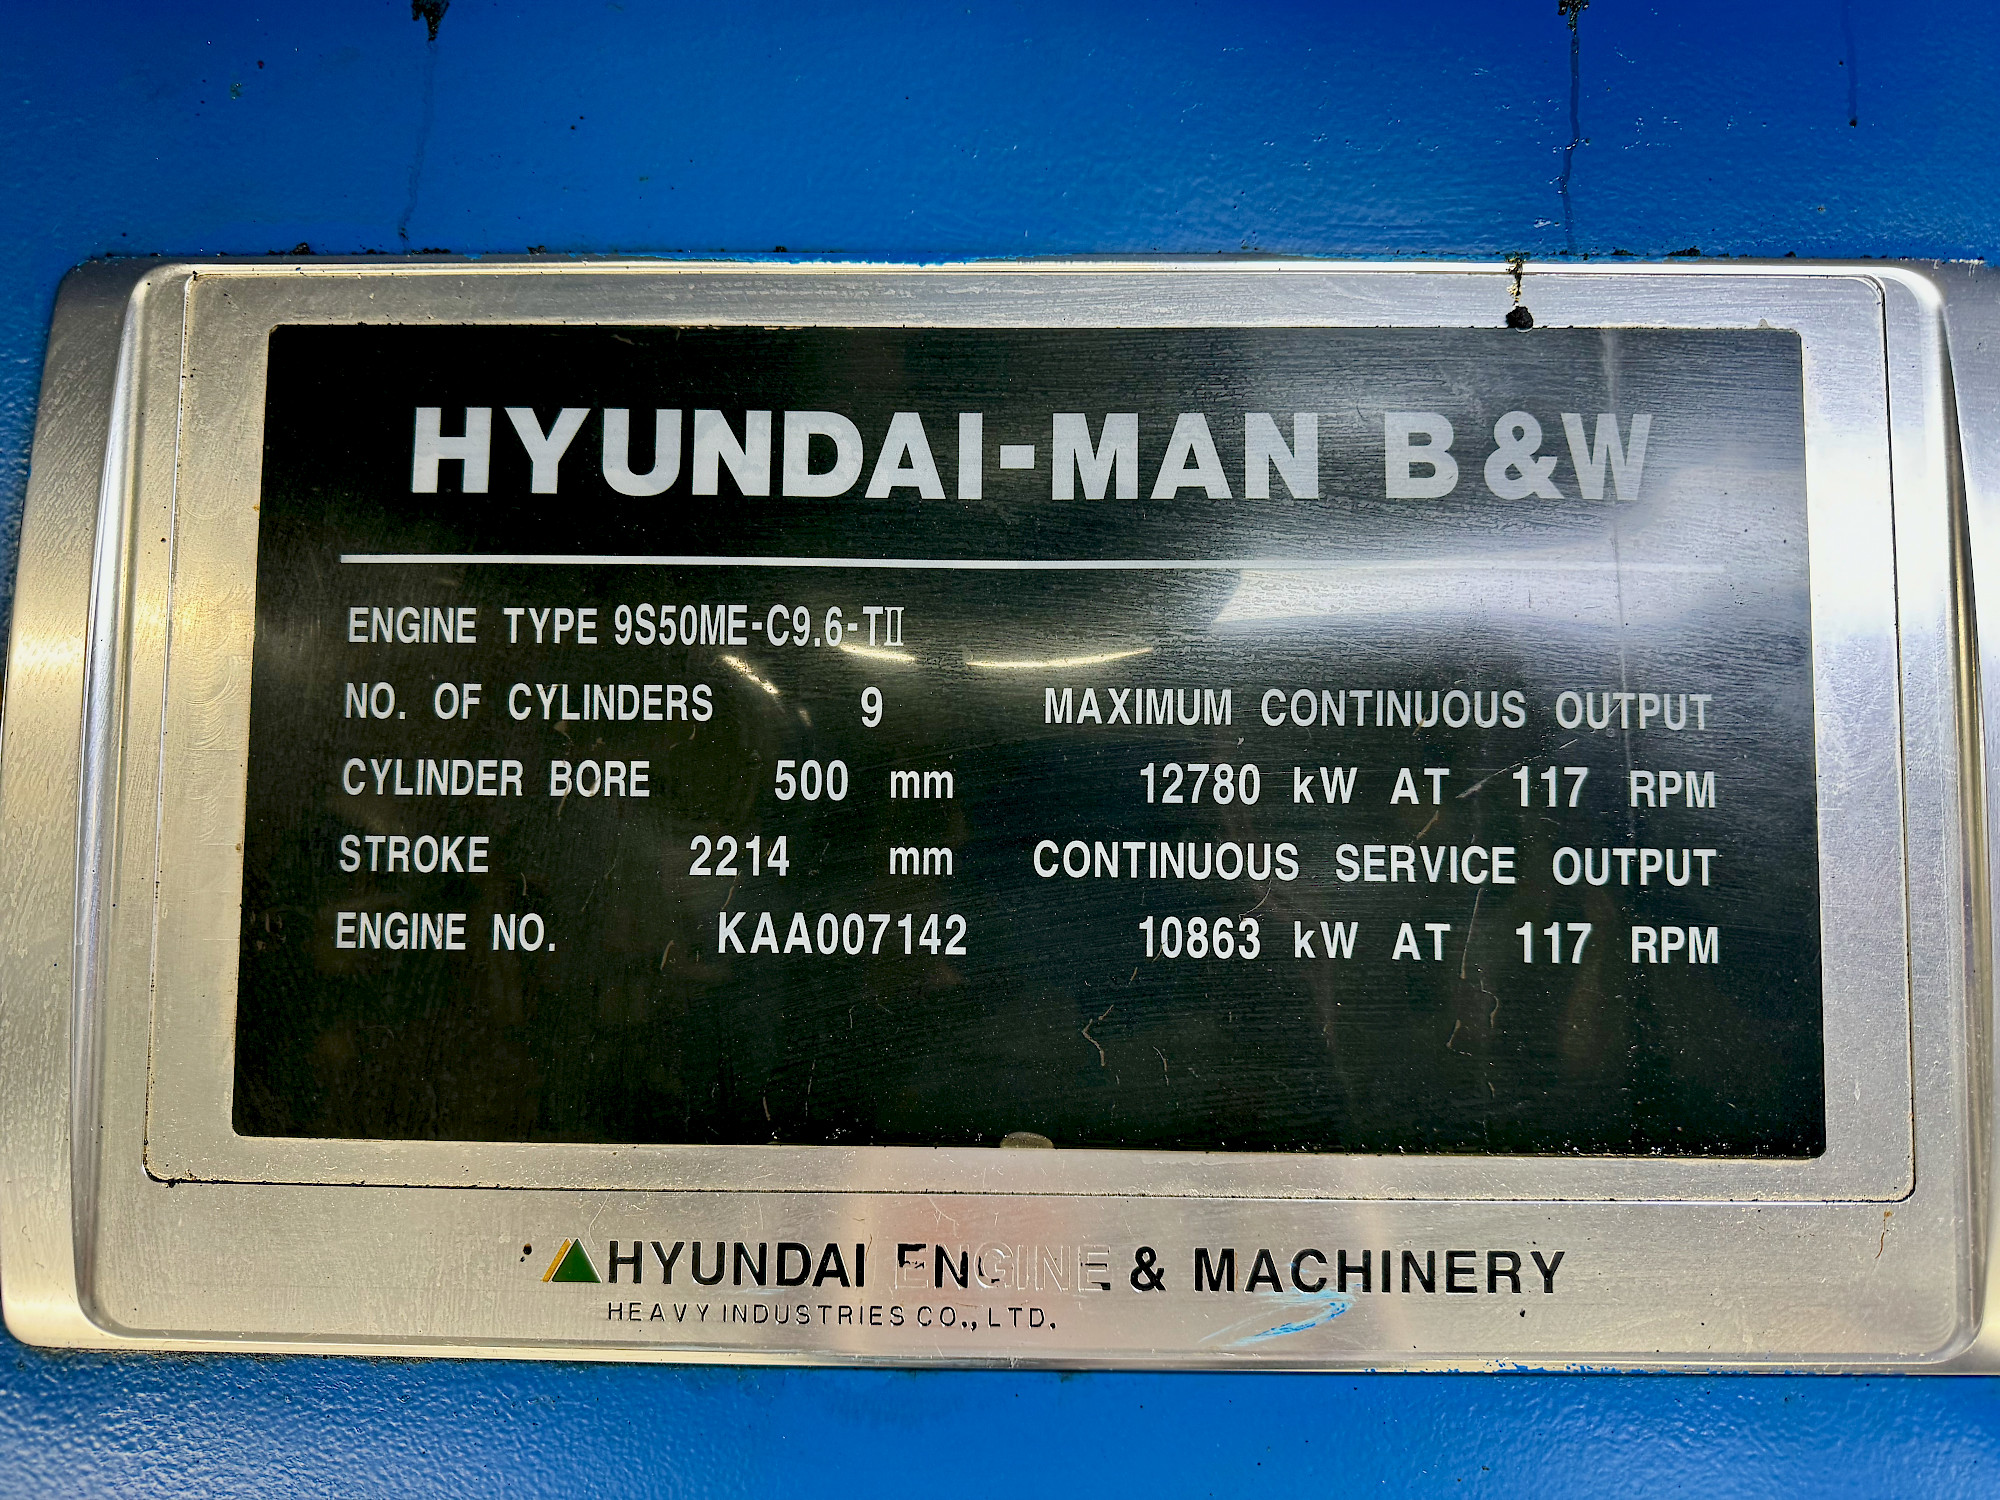 HYUNDAI-MAN B&W
ENGINE TYPE 9S50ME-C9.6-TⅡ
NO. OF CYLINDERS 9
CYLINDER BORE 500 mm
STROKE 2214 mm
ENGINE NO. KAA007142
MAXIMUM CONTINUOUS OUTPUT
12780 kW AT 117 RPM
CONTINUOUS SERVICE OUTPUT
10863 kW AT 117 RPM
HYUNDAI ENGINE & MACHINERY
HEAVY INDUSTRIES CO., LTD.